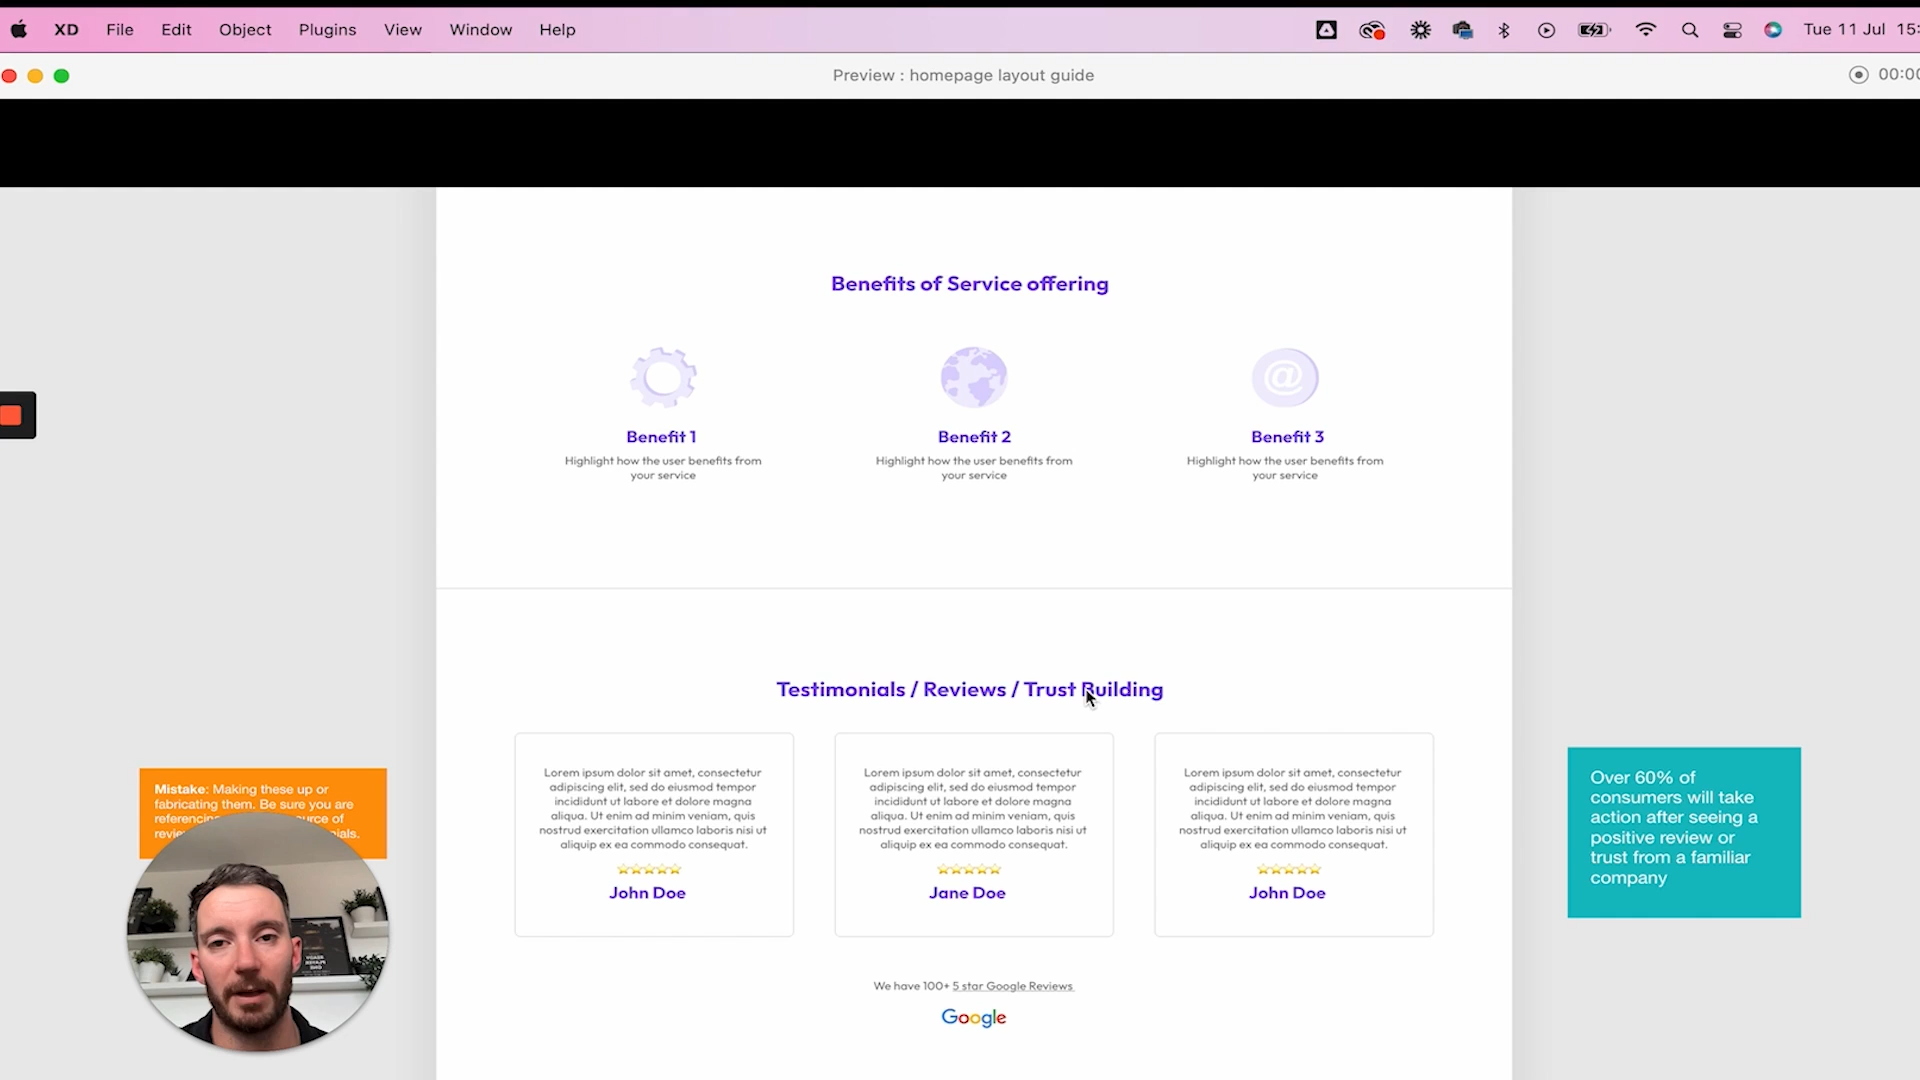 XD File Edit Object Plugins View Window Help
Tue 11 Jul 15:
Preview : homepage layout guide
00:00
Benefits of Service offering
Benefit 1
Highlight how the user benefits from
your service
Benefit 2
Highlight how the user benefits from
your service
Benefit 3
Highlight how the user benefits from
your service
Testimonials / Reviews / Trust Building
Lorem ipsum dolor sit amet, consectetur
adipiscing elit, sed do eiusmod tempor
incididunt ut labore et dolore magna
aliqua. Ut enim ad minim veniam, quis
nostrud exercitation ullamco laboris nisi ut
aliquip ex ea commodo consequat.
John Doe
Lorem ipsum dolor sit amet, consectetur
adipiscing elit, sed do eiusmod tempor
incididunt ut labore et dolore magna
aliqua. Ut enim ad minim veniam, quis
nostrud exercitation ullamco laboris nisi ut
aliquip ex ea commodo consequat.
Jane Doe
Lorem ipsum dolor sit amet, consectetur
adipiscing elit, sed do eiusmod tempor
incididunt ut labore et dolore magna
aliqua. Ut enim ad minim veniam, quis
nostrud exercitation ullamco laboris nisi ut
aliquip ex ea commodo consequat.
John Doe
We have 100+ 5 star Google Reviews
Google
Mistake: Making these up or
fabricating them. Be sure you are
Over 60% of
consumers will take
action after seeing a
positive review or
trust from a familiar
company